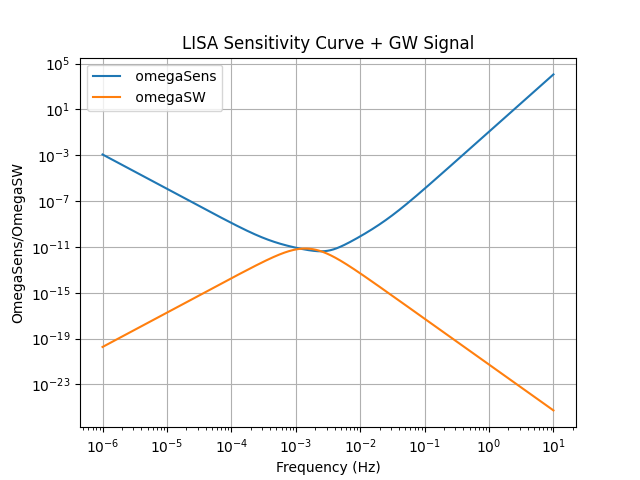 LISA Sensitivity Curve + GW Signal
omegaSens
omegaSW
OmegaSens/OmegaSW
10^5
10^1
10^-3
10^-7
10^-11
10^-15
10^-19
10^-23
10^-6 10^-5 10^-4 10^-3 10^-2 10^-1 10^0 10^1
Frequency (Hz)